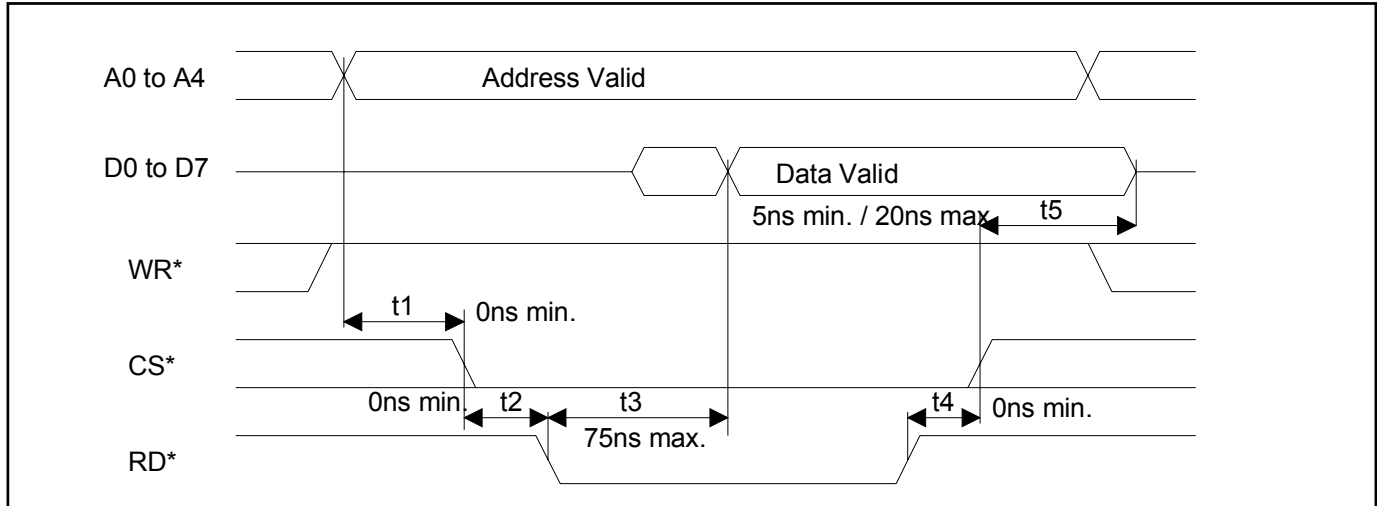 A0 to A4
Address Valid
D0 to D7
Data Valid
5ns min. / 20ns max.
t5
WR*
t1
0ns min.
CS*
0ns min.
t2
t3
t4
0ns min.
75ns max.
RD*